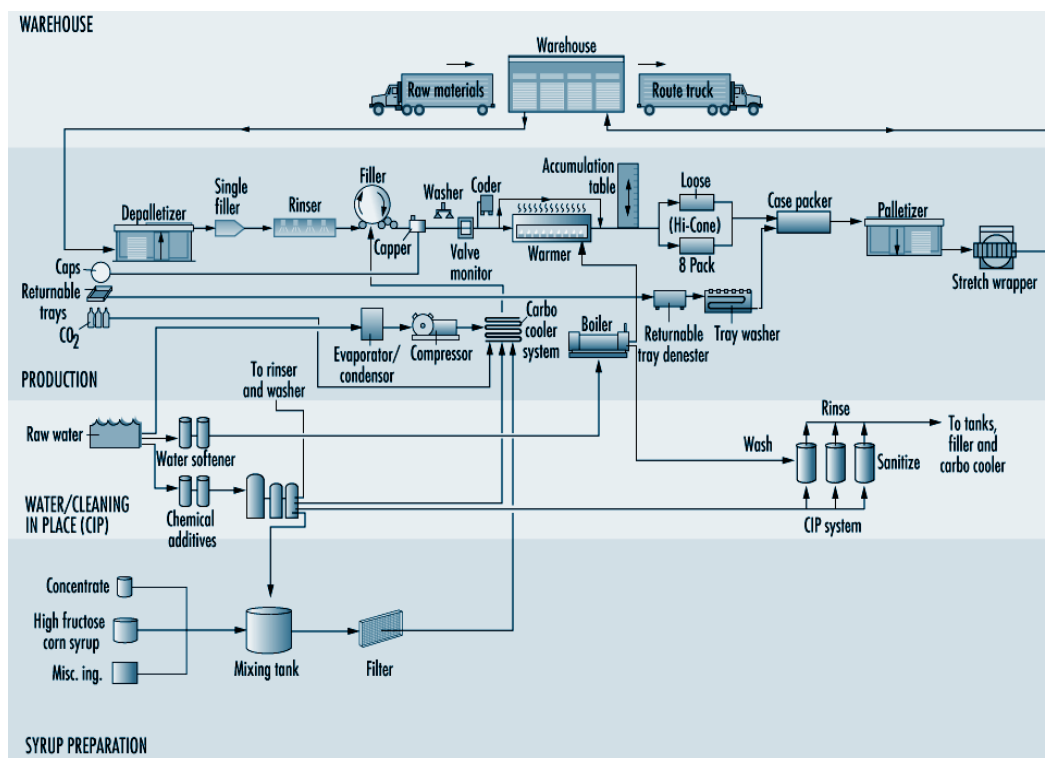 WAREHOUSE
Warehouse
Raw materials
Route truck
Depalletizer
Single
filler
Rinser
Filler
Capper
Washer
Coder
Valve
monitor
Warmer
Accumulation
table
Loose
(Hi-Cone)
8 Pack
Case packer
Palletizer
Stretch wrapper
Caps
Returnable
trays
CO2
Evaporator/
condensor
Compressor
Carbo
cooler
system
Boiler
Returnable
tray denester
Tray washer
PRODUCTION
To rinser
and washer
Raw water
Water softener
Chemical
additives
Wash
Rinse
Sanitize
To tanks,
filler and
carbo cooler
CIP system
WATER/CLEANING
IN PLACE (CIP)
Concentrate
High fructose
corn syrup
Misc. ing.
Mixing tank
Filter
SYRUP PREPARATION